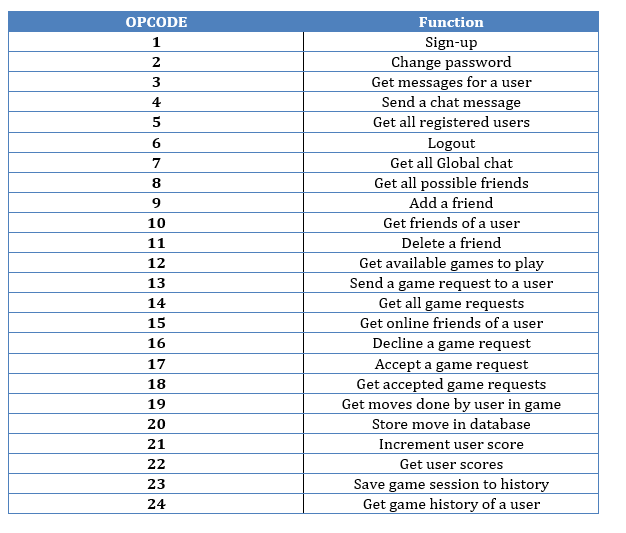 OPCODE Function
1 Sign-up
2 Change password
3 Get messages for a user
4 Send a chat message
5 Get all registered users
6 Logout
7 Get all Global chat
8 Get all possible friends
9 Add a friend
10 Get friends of a user
11 Delete a friend
12 Get available games to play
13 Send a game request to a user
14 Get all game requests
15 Get online friends of a user
16 Decline a game request
17 Accept a game request
18 Get accepted game requests
19 Get moves done by user in game
20 Store move in database
21 Increment user score
22 Get user scores
23 Save game session to history
24 Get game history of a user